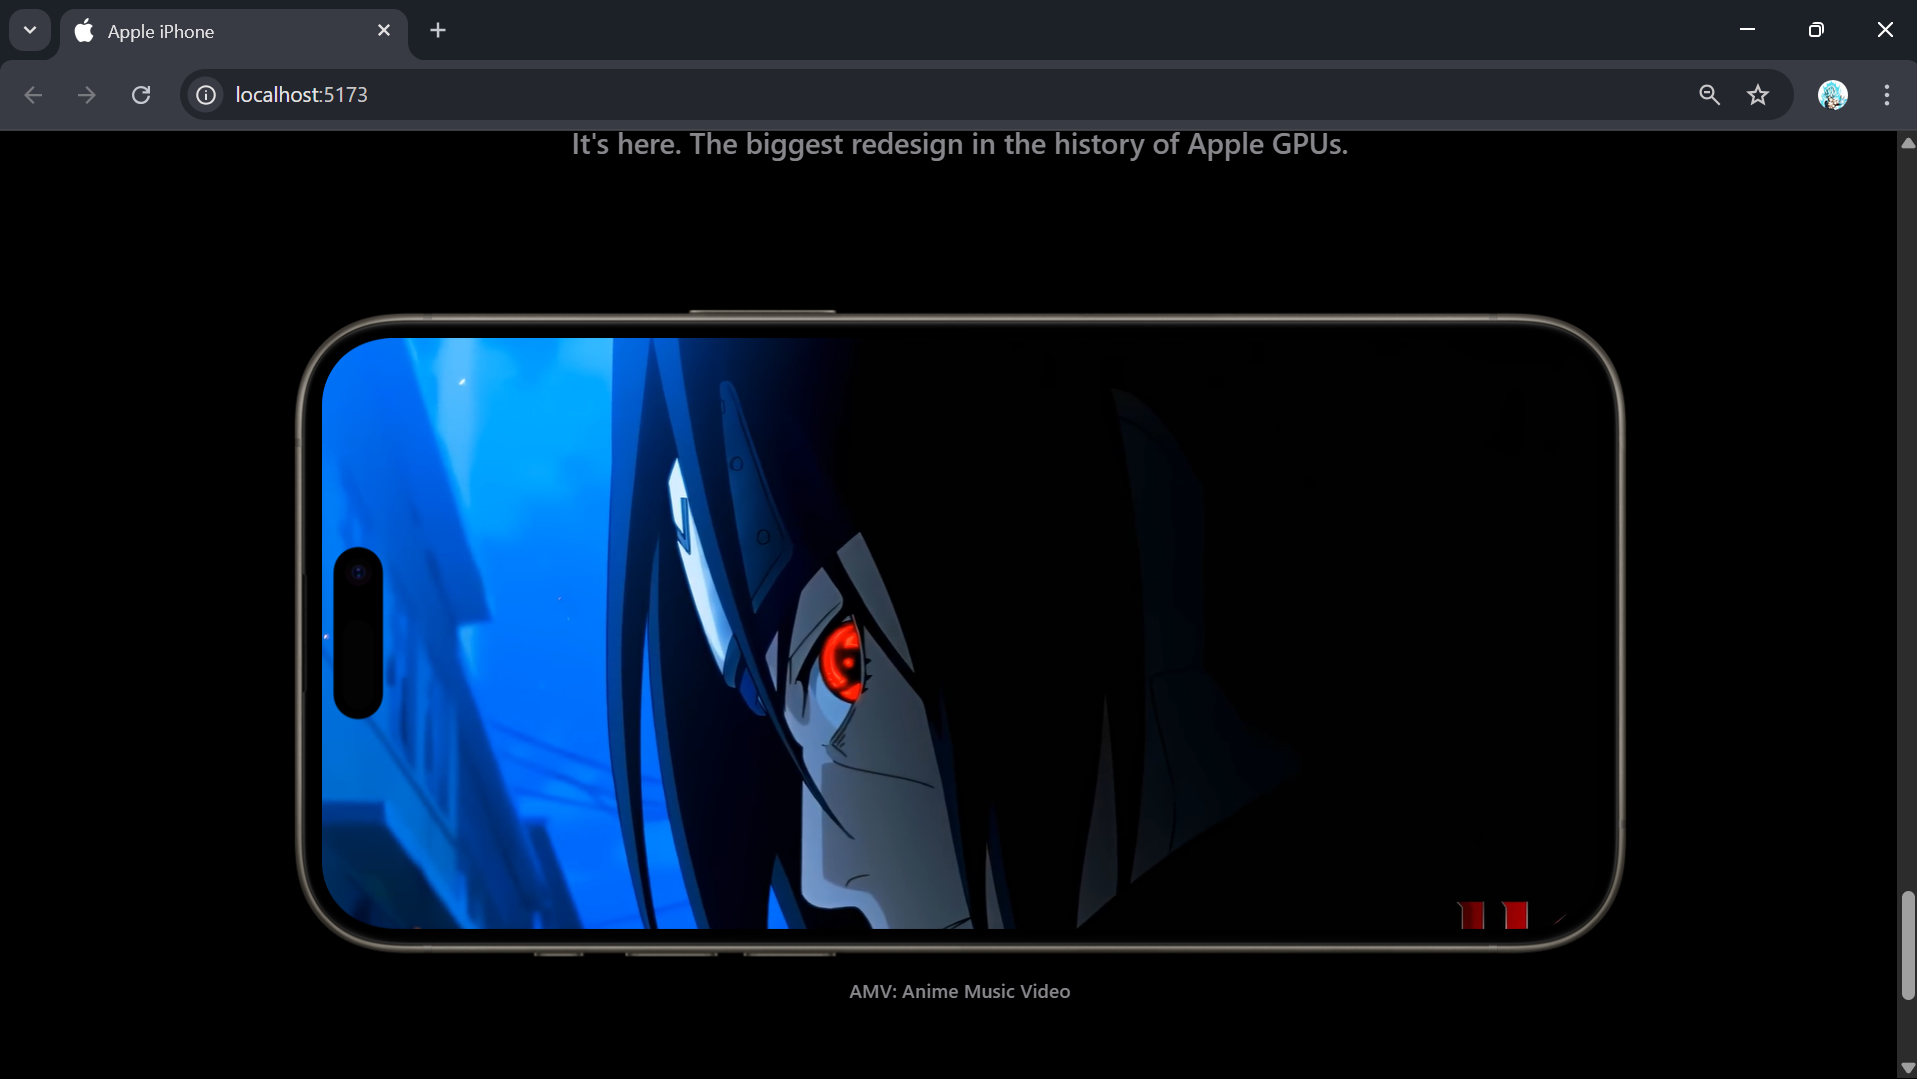 Apple iPhone
localhost:5173
It's here. The biggest redesign in the history of Apple GPUs.
AMV: Anime Music Video